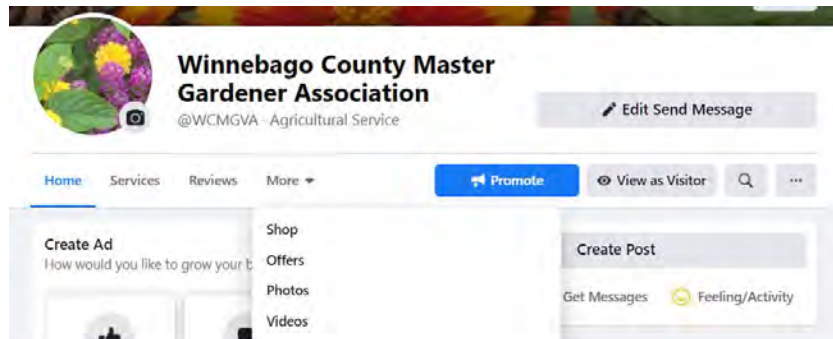 Winnebago County Master
Gardener Association
@WCMGVA · Agricultural Service
Edit Send Message
Home Services Reviews More
Promote
View as Visitor
...
Create Ad
How would you like to grow your b
Shop
Offers
Photos
Videos
Create Post
Get Messages
Feeling/Activity